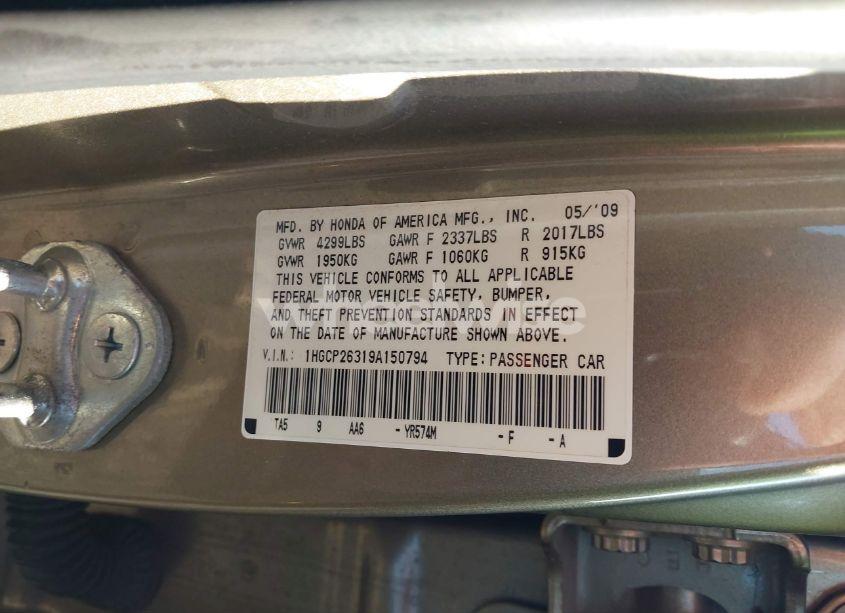 MFD. BY HONDA OF AMERICA MFG., INC. 05/'09
GVWR 4299LBS GAWR F 2337LBS R 2017LBS
GVWR 1950KG GAWR F 1060KG R 915KG
THIS VEHICLE CONFORMS TO ALL APPLICABLE
FEDERAL MOTOR VEHICLE SAFETY, BUMPER,
AND THEFT PREVENTION STANDARDS IN EFFECT
ON THE DATE OF MANUFACTURE SHOWN ABOVE.
V.I.N.: 1HGCP26319A150794 TYPE: PASSENGER CAR
TA5 9 AA6 -YR574M -F -A
wheelwise